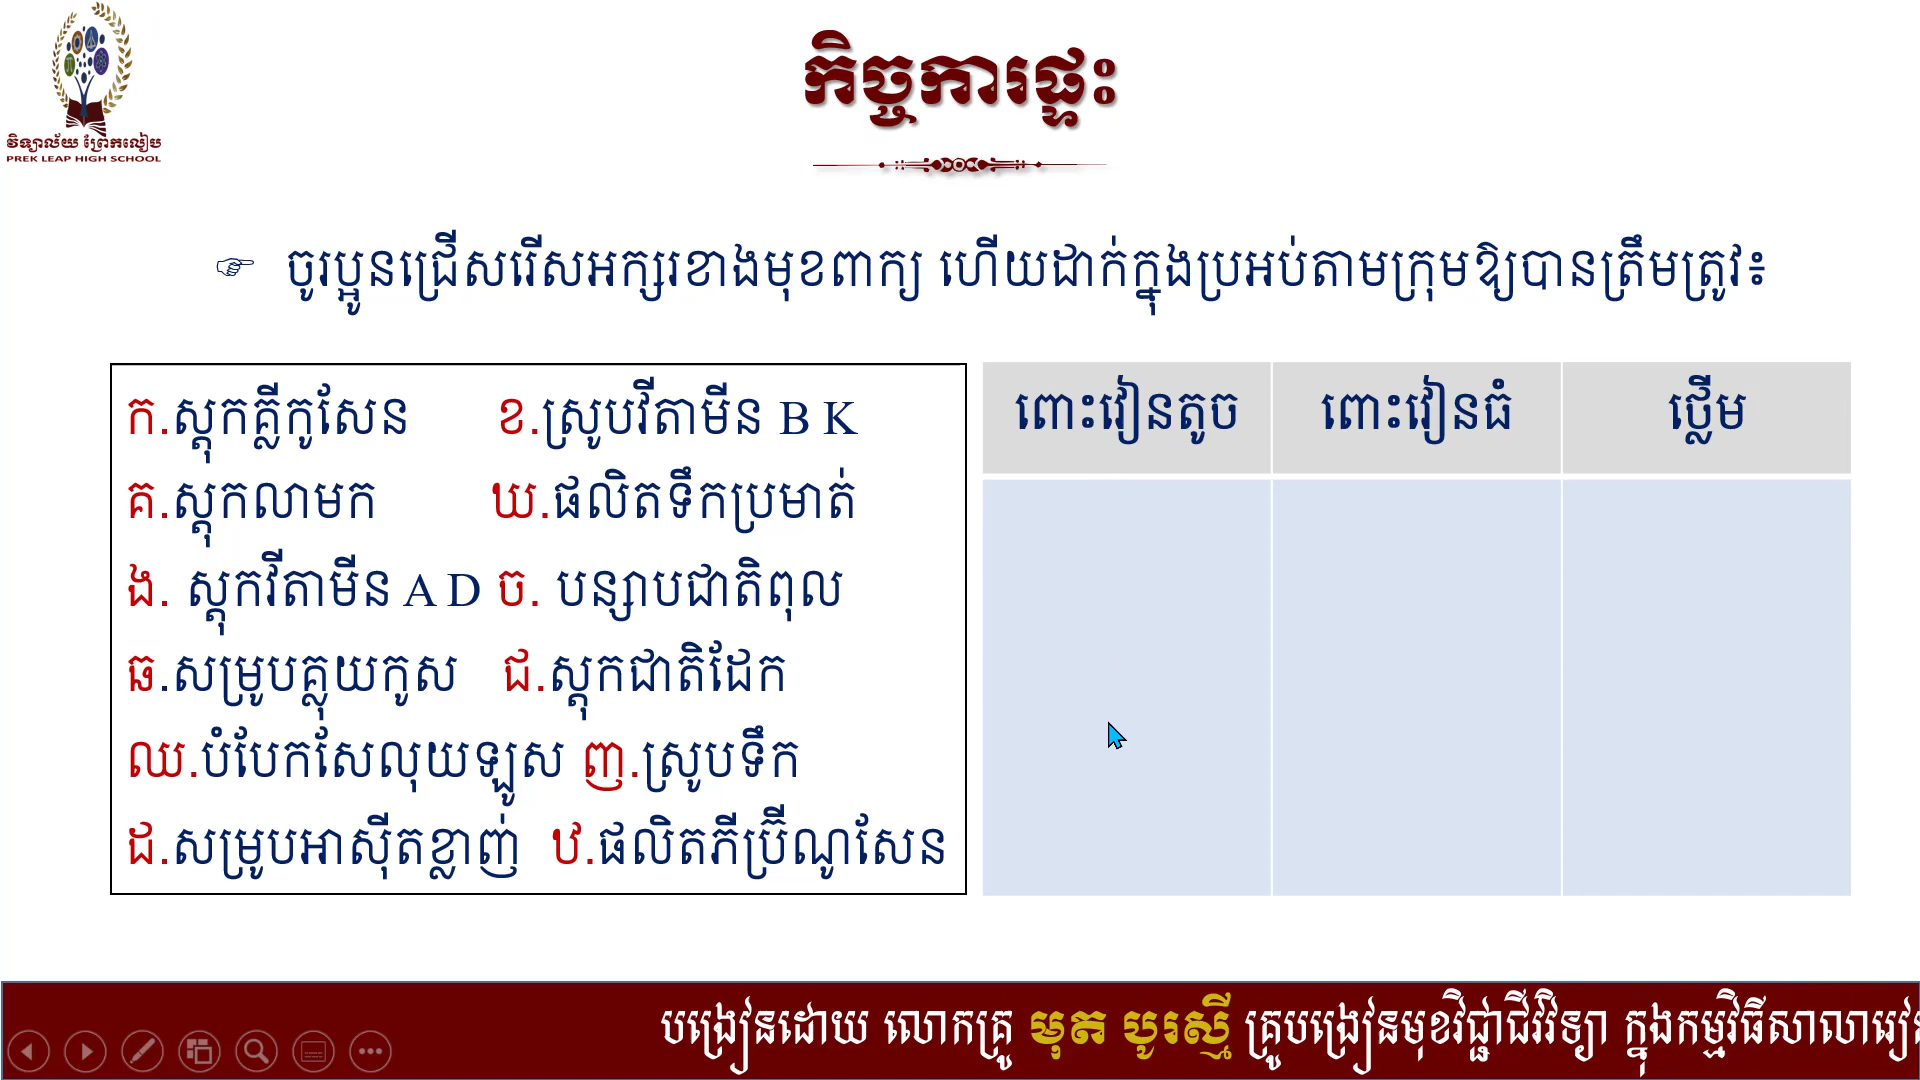 វិទ្យាល័យ ព្រែកលៀប
PREK LEAP HIGH SCHOOL
កិច្ចការផ្ទះ
ចូរប្អូនជ្រើសរើសអក្សរខាងមុខពាក្យ ហើយដាក់ក្នុងប្រអប់តាមក្រុមឱ្យបានត្រឹមត្រូវ៖
ក.ស្តុកគ្លីកូសែន ខ.ស្រូបវីតាមីន B K
គ.ស្តុកលាមក ឃ.ផលិតទឹកប្រមាត់
ង. ស្តុកវីតាមីន A D ច. បន្សាបជាតិពុល
ឆ.សម្រូបគ្លុយកូស ជ.ស្តុកជាតិដែក
ឈ.បំបែកសែលុយឡូស ញ.ស្រូបទឹក
ដ.សម្រូបអាស៊ីតខ្លាញ់ ឋ.ផលិតភីប្រ៊ីណូសែន
ពោះវៀនតូច ពោះវៀនធំ ថ្លើម
បង្រៀនដោយ លោកគ្រូ មុត បូរស្មី គ្រូបង្រៀនមុខវិជ្ជាជីវវិទ្យា ក្នុងកម្មវិធីសាលារៀន